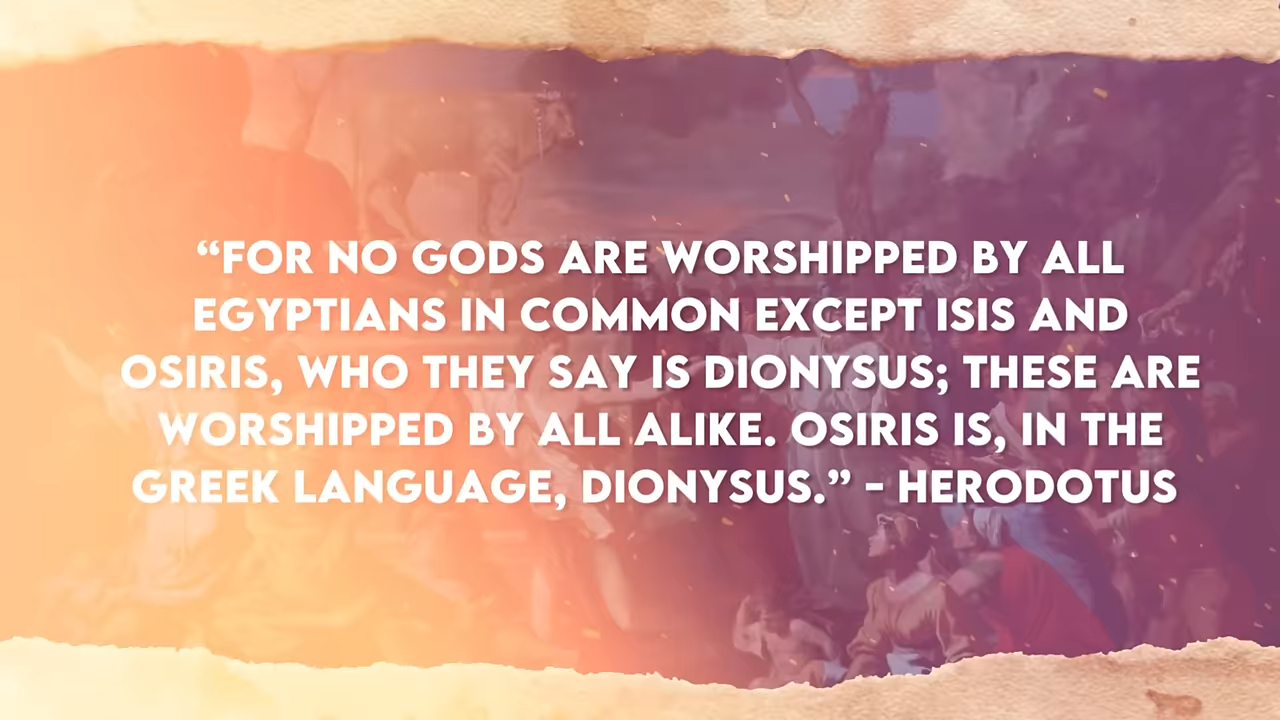 “FOR NO GODS ARE WORSHIPPED BY ALL
EGYPTIANS IN COMMON EXCEPT ISIS AND
OSIRIS, WHO THEY SAY IS DIONYSUS; THESE ARE
WORSHIPPED BY ALL ALIKE. OSIRIS IS, IN THE
GREEK LANGUAGE, DIONYSUS.” - HERODOTUS